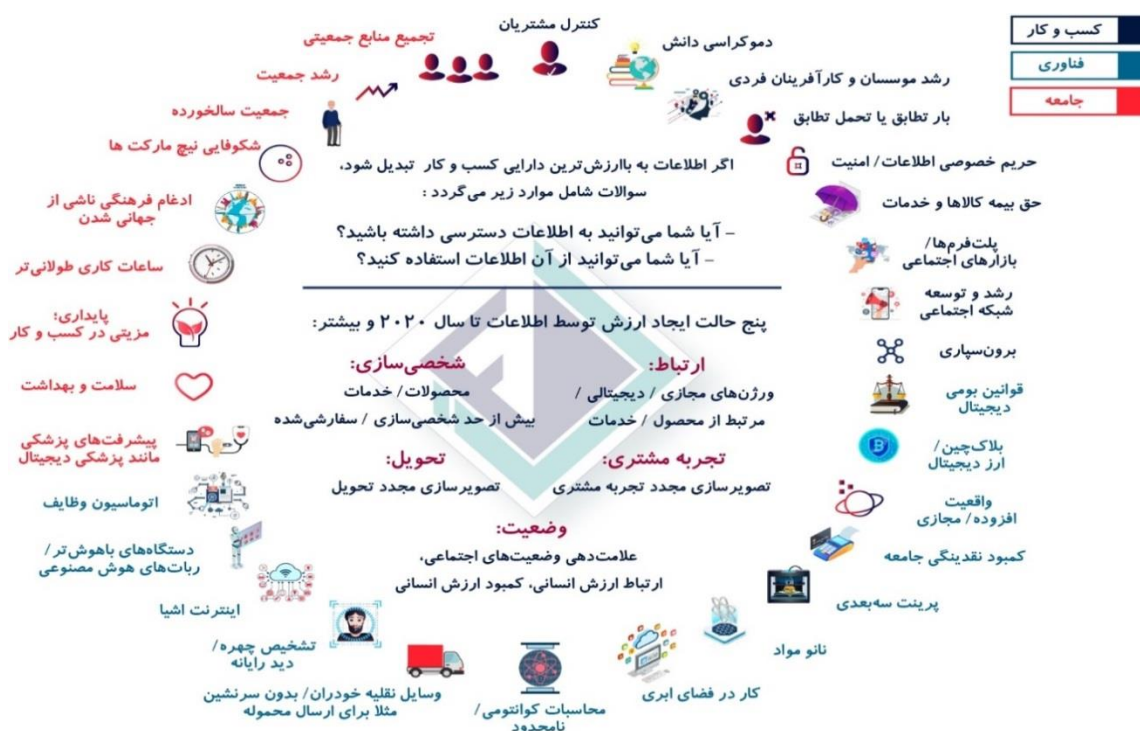 کسب و کار
فناوری
جامعه
کنترل مشتریان
دموکراسی دانش
رشد موسسان و کارآفرینان فردی
بار تطابق یا تحمل تطابق
حریم خصوصی اطلاعات/ امنیت
حق بیمه کالاها و خدمات
پلت‌فرم‌ها/
بازارهای اجتماعی
رشد و توسعه
شبکه اجتماعی
برون‌سپاری
قوانین بومی
دیجیتال
بلاک‌چین/
ارز دیجیتال
واقعیت
افزوده/ مجازی
کمبود نقدینگی جامعه
پرینت سه‌بعدی
نانو مواد
کار در فضای ابری
محاسبات کوانتومی/
نامحدود
وسایل نقلیه خودران/ بدون سرنشین
مثلا برای ارسال محموله
تشخیص چهره/
دید رایانه
اینترنت اشیا
دستگاه‌های باهوش‌تر/
ربات‌های هوش مصنوعی
اتوماسیون وظایف
پیشرفت‌های پزشکی
مانند پزشکی دیجیتال
سلامت و بهداشت
پایداری:
مزیتی در کسب و کار
ساعات کاری طولانی‌تر
ادغام فرهنگی ناشی از
جهانی شدن
شکوفایی نیچ مارکت ها
جمعیت سالخورده
رشد جمعیت
تجمیع منابع جمعیتی
اگر اطلاعات به باارزش‌ترین دارایی کسب و کار تبدیل شود،
سوالات شامل موارد زیر می‌گردد :
– آیا شما می‌توانید به اطلاعات دسترسی داشته باشید؟
– آیا شما می‌توانید از آن اطلاعات استفاده کنید؟
پنج حالت ایجاد ارزش توسط اطلاعات تا سال ۲۰۲۰ و بیشتر:
ارتباط:
ورژن‌های مجازی / دیجیتالی /
مرتبط از محصول / خدمات
شخصی‌سازی:
محصولات/ خدمات
بیش از حد شخصی‌سازی / سفارشی‌شده
تجربه مشتری:
تصویرسازی مجدد تجربه مشتری
تحویل:
تصویرسازی مجدد تحویل
وضعیت:
علامت‌دهی وضعیت‌های اجتماعی،
ارتباط ارزش انسانی، کمبود ارزش انسانی